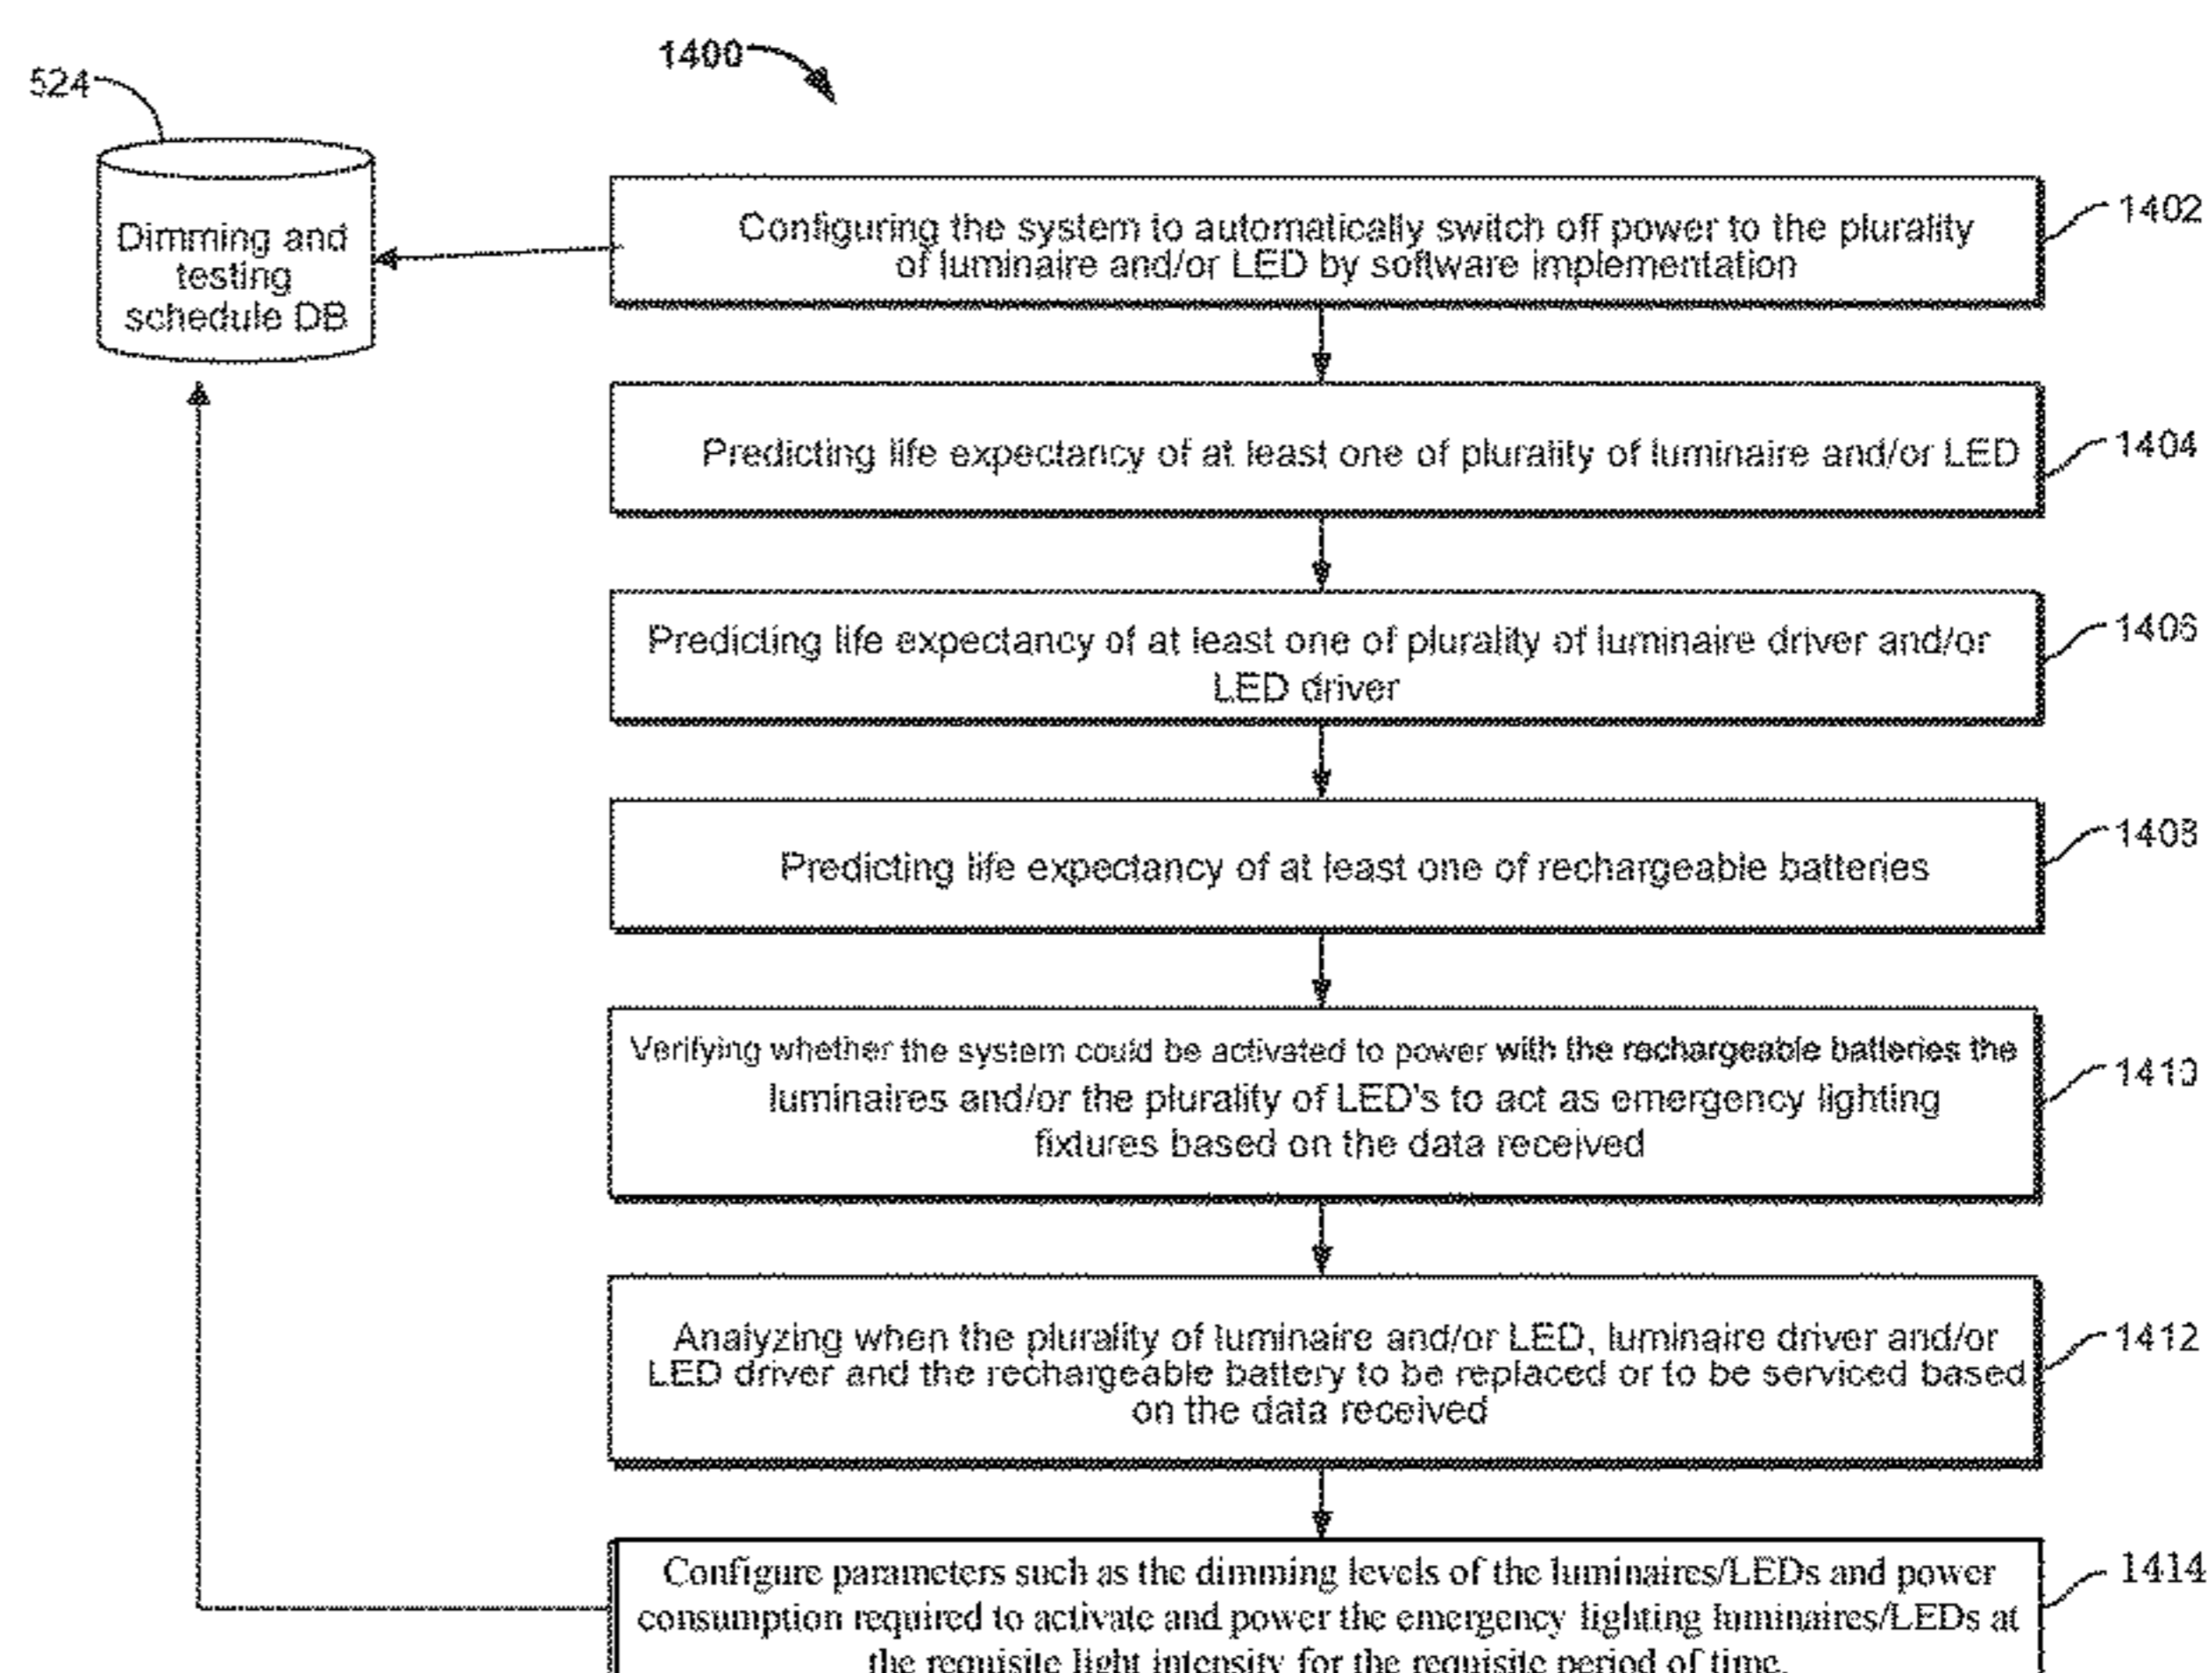 1400
524
Dimming and
testing
schedule DB
Configuring the system to automatically switch off power to the plurality
of luminaire and/or LED by software implementation
1402
Predicting life expectancy of at least one of plurality of luminaire and/or LED
1404
Predicting life expectancy of at least one of plurality of luminaire driver and/or
LED driver
1406
Predicting life expectancy of at least one of rechargeable batteries
1408
Verifying whether the system could be activated to power with the rechargeable batteries the
luminaires and/or the plurality of LED's to act as emergency lighting
fixtures based on the data received
1410
Analyzing when the plurality of luminaire and/or LED, luminaire driver and/or
LED driver and the rechargeable battery to be replaced or to be serviced based
on the data received
1412
Configure parameters such as the dimming levels of the luminaires/LEDs and power
consumption required to activate and power the emergency lighting luminaires/LEDs at
the requisite light intensity for the requisite period of time.
1414